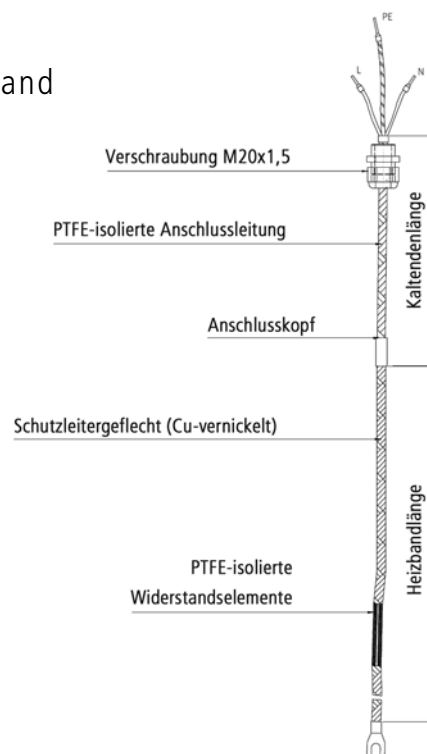 PE
L
N
and
Verschraubung M20x1,5
PTFE-isolierte Anschlussleitung
Kaltendenlänge
Anschlusskopf
Schutzleitergeflecht (Cu-vernickelt)
Heizbandlänge
PTFE-isolierte
Widerstandselemente